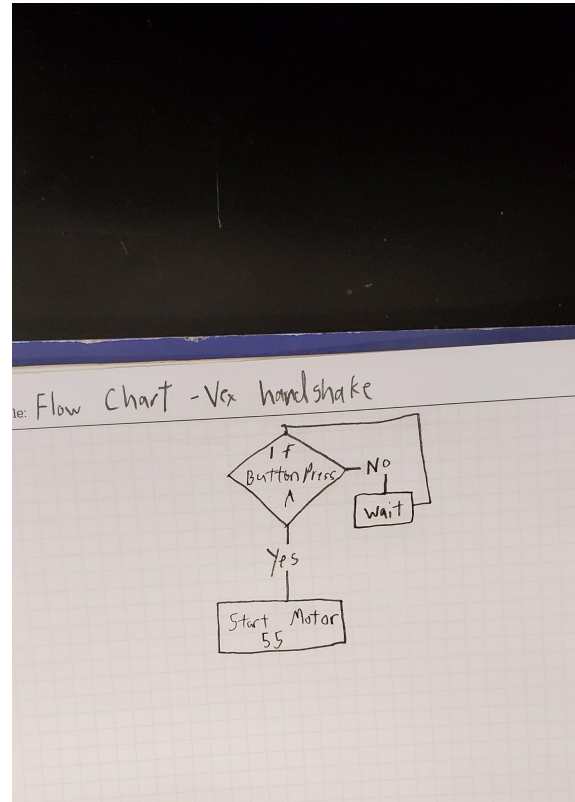 le: Flow Chart - Vex handshake
If
Button Press
A
No
wait
Yes
Start Motor
55